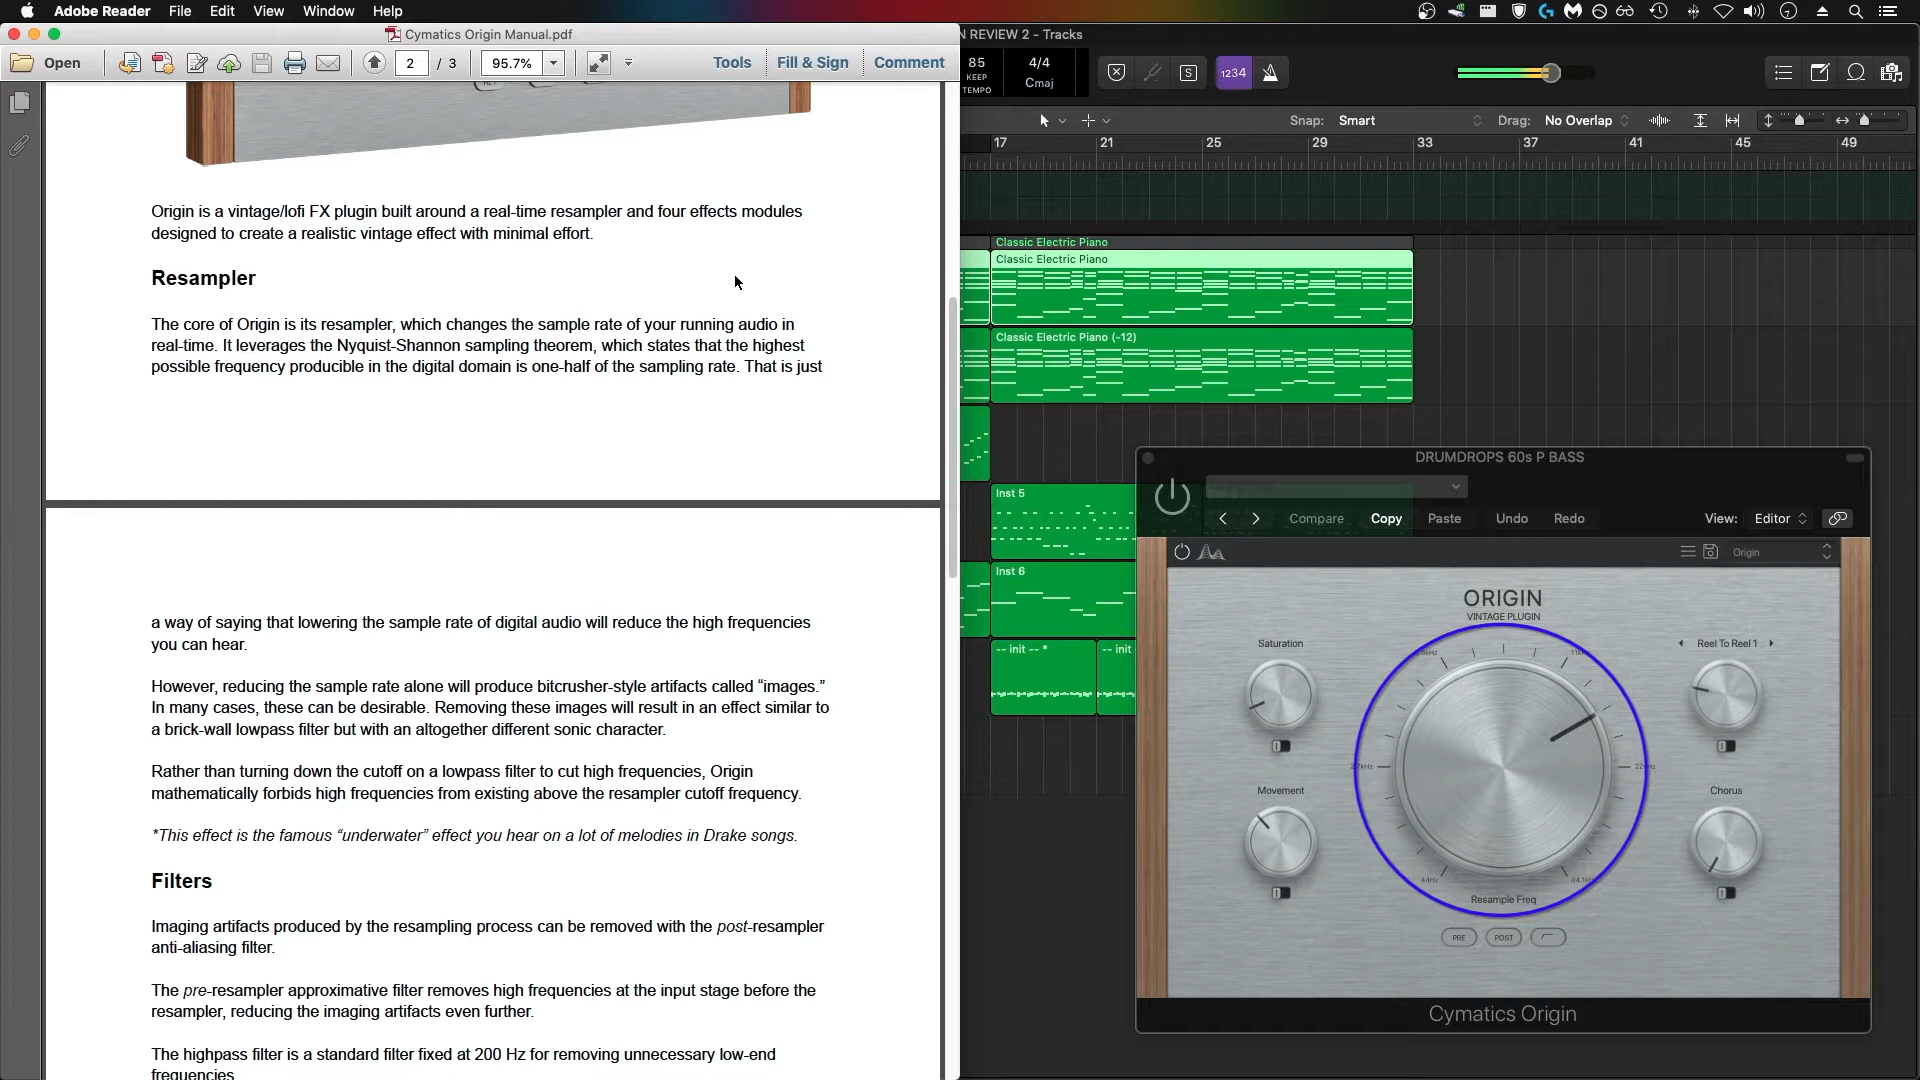 Adobe Reader File Edit View Window Help
Cymatics Origin Manual.pdf
Open 2 / 3 95.7% Tools Fill & Sign Comment
Origin is a vintage/lofi FX plugin built around a real-time resampler and four effects modules
designed to create a realistic vintage effect with minimal effort.
Resampler
The core of Origin is its resampler, which changes the sample rate of your running audio in
real-time. It leverages the Nyquist-Shannon sampling theorem, which states that the highest
possible frequency producible in the digital domain is one-half of the sampling rate. That is just
a way of saying that lowering the sample rate of digital audio will reduce the high frequencies
you can hear.
However, reducing the sample rate alone will produce bitcrusher-style artifacts called “images.”
In many cases, these can be desirable. Removing these images will result in an effect similar to
a brick-wall lowpass filter but with an altogether different sonic character.
Rather than turning down the cutoff on a lowpass filter to cut high frequencies, Origin
mathematically forbids high frequencies from existing above the resampler cutoff frequency.
*This effect is the famous “underwater” effect you hear on a lot of melodies in Drake songs.
Filters
Imaging artifacts produced by the resampling process can be removed with the post-resampler
anti-aliasing filter.
The pre-resampler approximative filter removes high frequencies at the input stage before the
resampler, reducing the imaging artifacts even further.
The highpass filter is a standard filter fixed at 200 Hz for removing unnecessary low-end
frequencies
N REVIEW 2 - Tracks
85 4/4
KEEP
TEMPO Cmaj
S 1234
Snap: Smart Drag: No Overlap
17 21 25 29 33 37 41 45 49
Classic Electric Piano
Classic Electric Piano
Classic Electric Piano (-12)
Inst 5
Inst 6
-- init -- * -- init
DRUMDROPS 60s P BASS
Compare Copy Paste Undo Redo View: Editor
Origin
ORIGIN
VINTAGE PLUGIN
Saturation Reel To Reel 1
Movement Chorus
44Hz
Resample Freq
PRE POST
Cymatics Origin